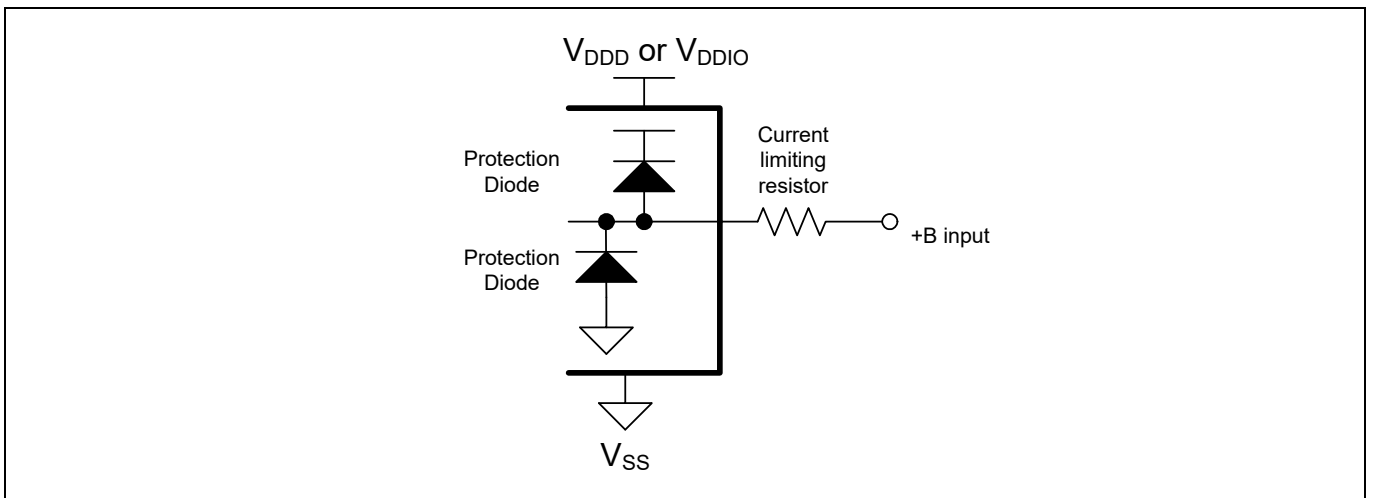 VDDD or VDDIO
Protection
Diode
Current
limiting
resistor
+B input
Protection
Diode
VSS